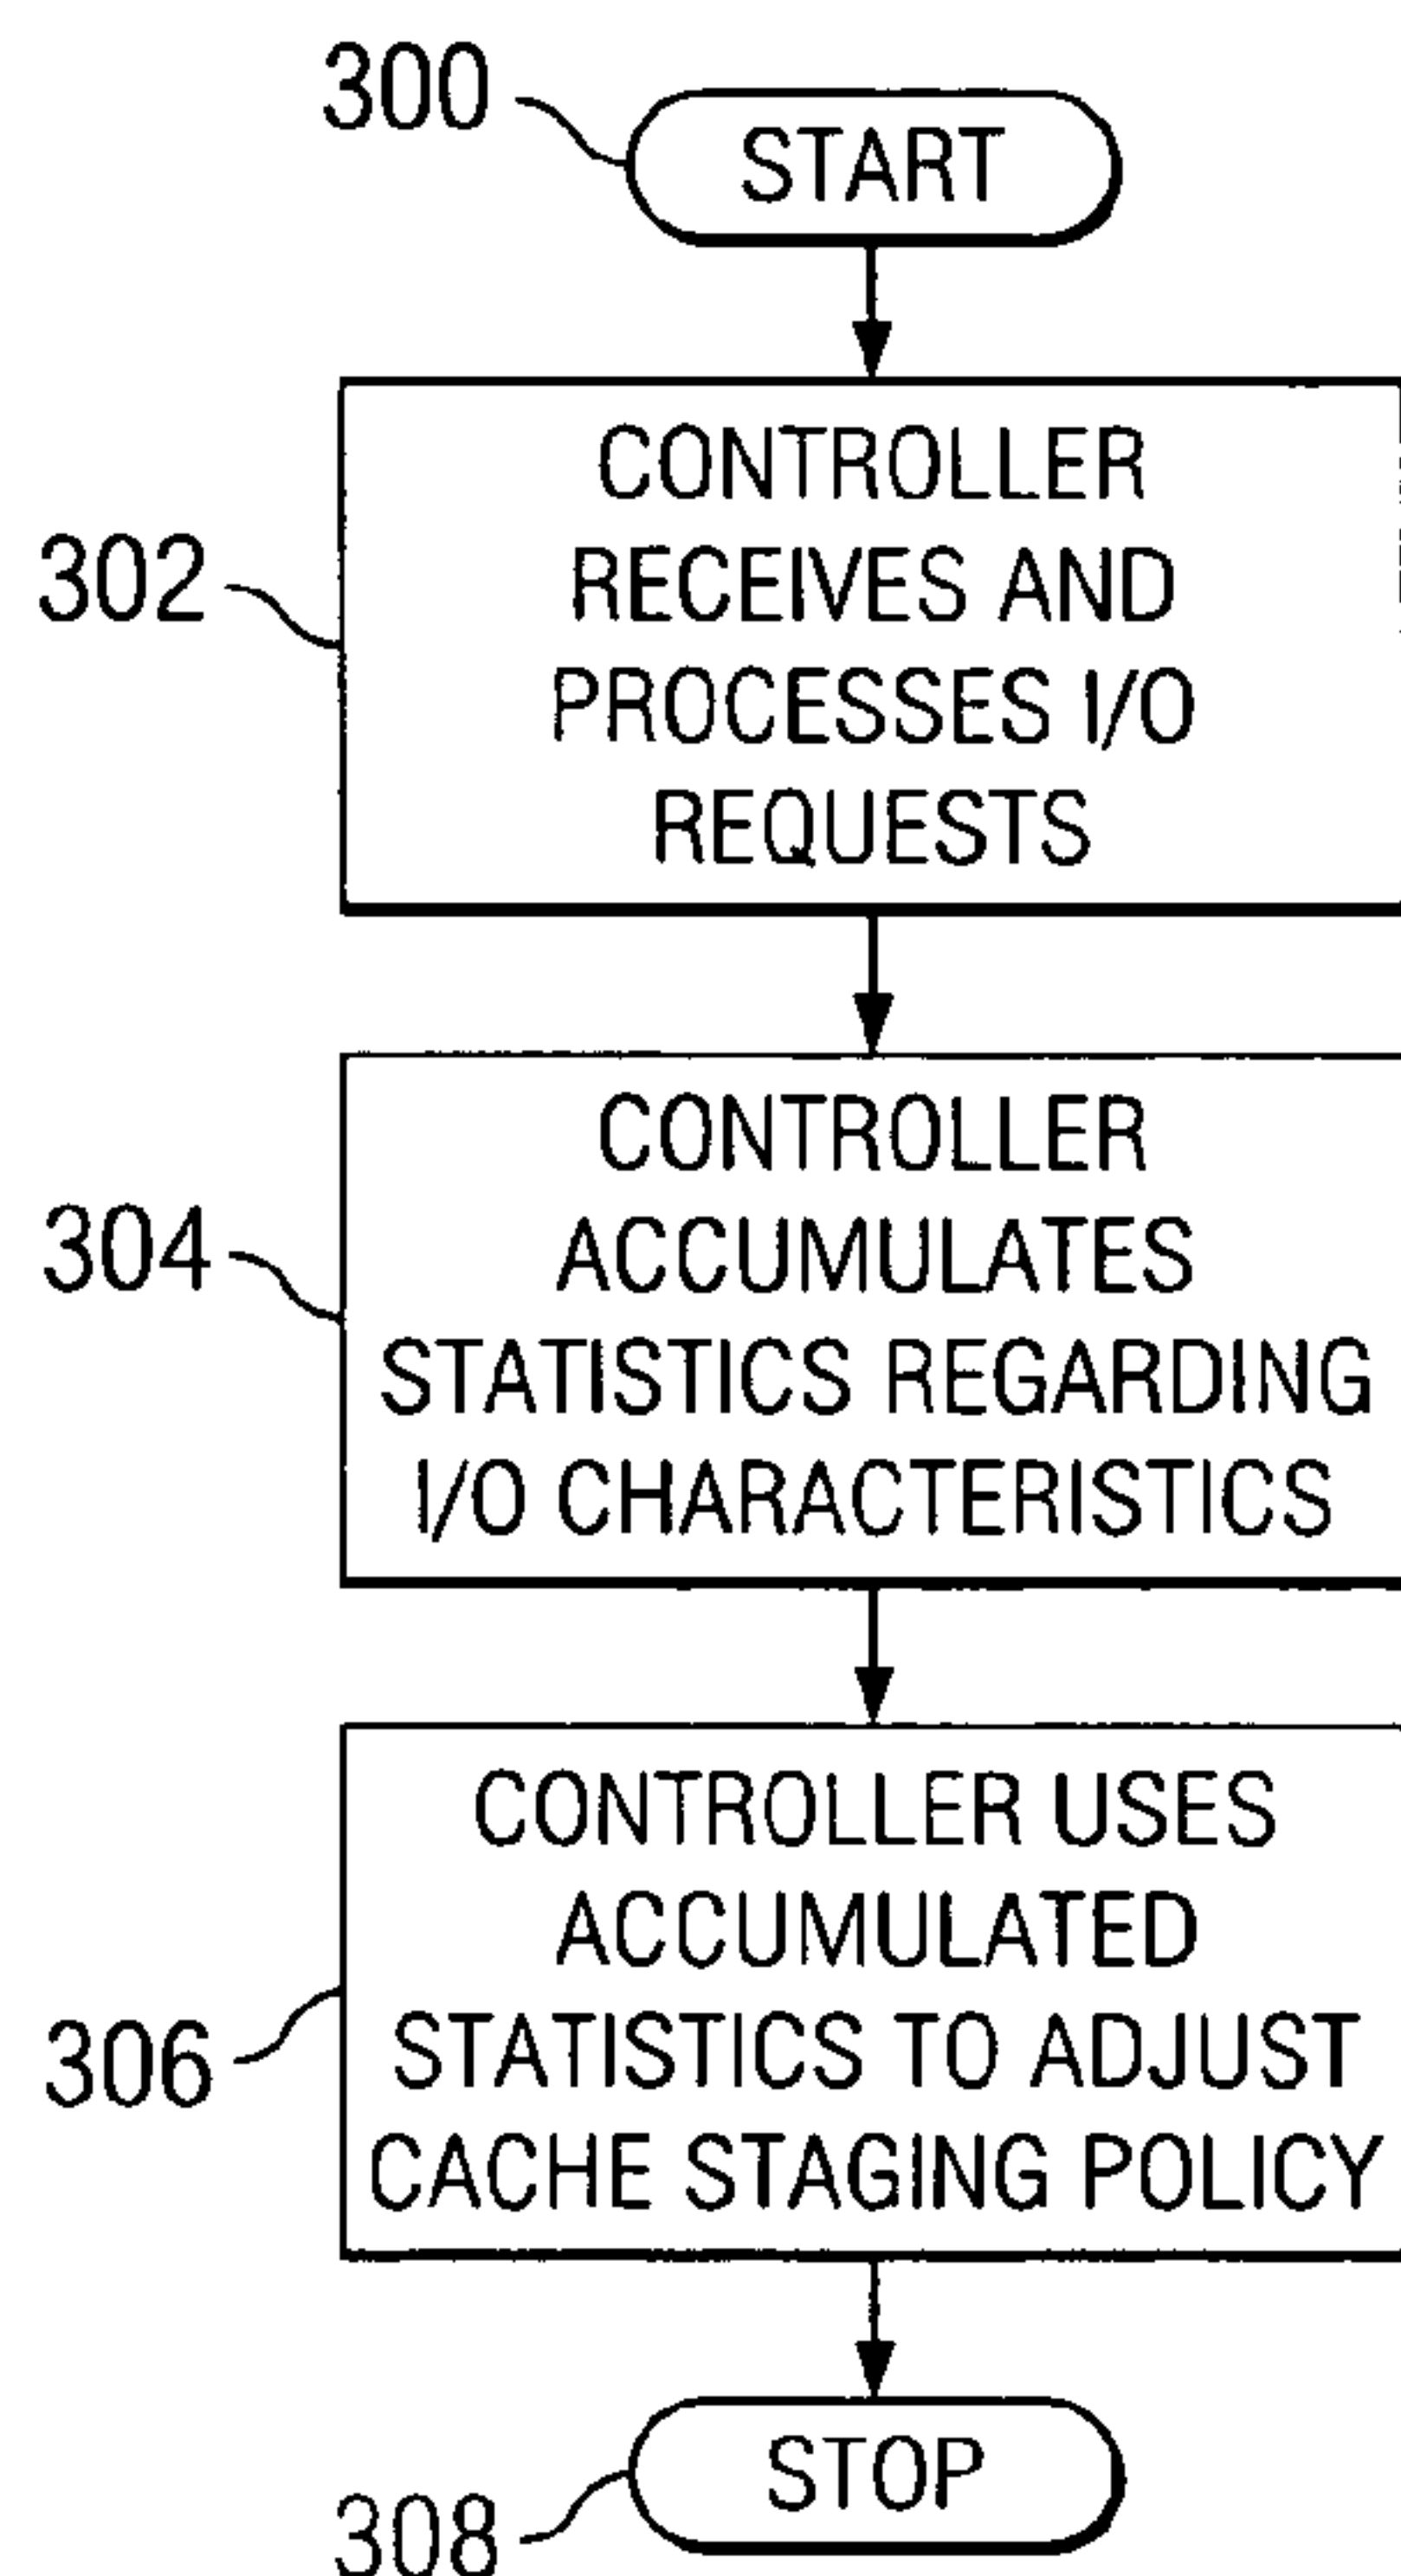 300
START
302
CONTROLLER
RECEIVES AND
PROCESSES I/O
REQUESTS
304
CONTROLLER
ACCUMULATES
STATISTICS REGARDING
I/O CHARACTERISTICS
306
CONTROLLER USES
ACCUMULATED
STATISTICS TO ADJUST
CACHE STAGING POLICY
308
STOP